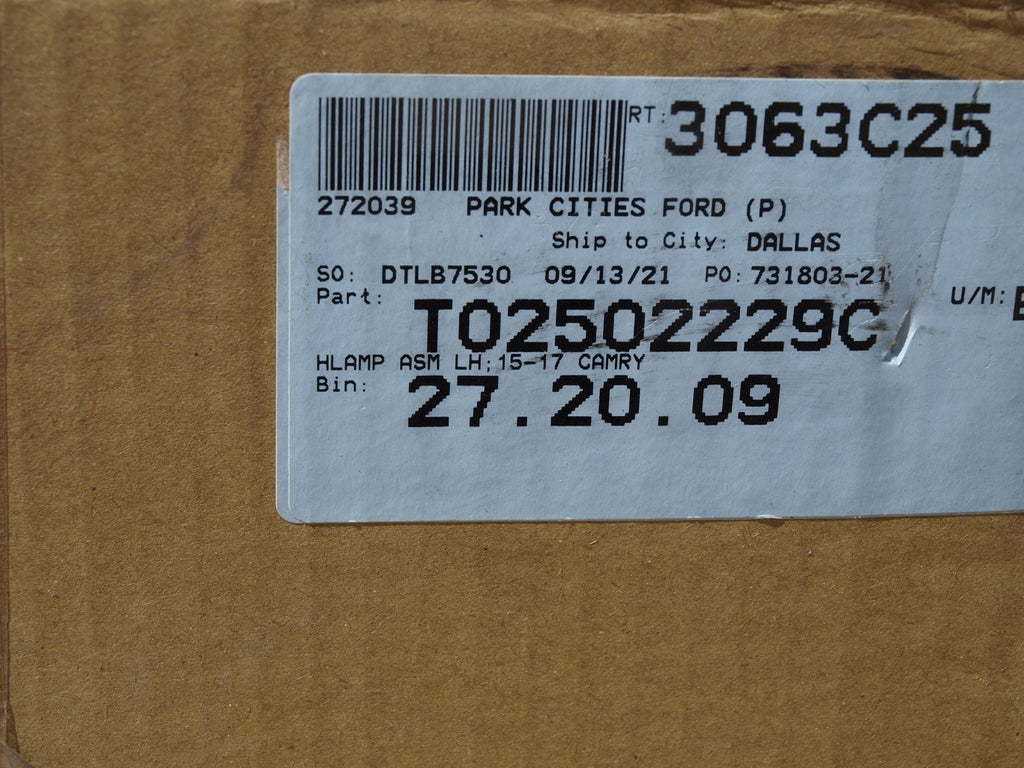 RT: 3063C25
272039 PARK CITIES FORD (P)
Ship to City: DALLAS
SO: DTLB7530 09/13/21 PO: 731803-21
Part: TO2502229C U/M:
HLAMP ASM LH;15-17 CAMRY
Bin: 27.20.09